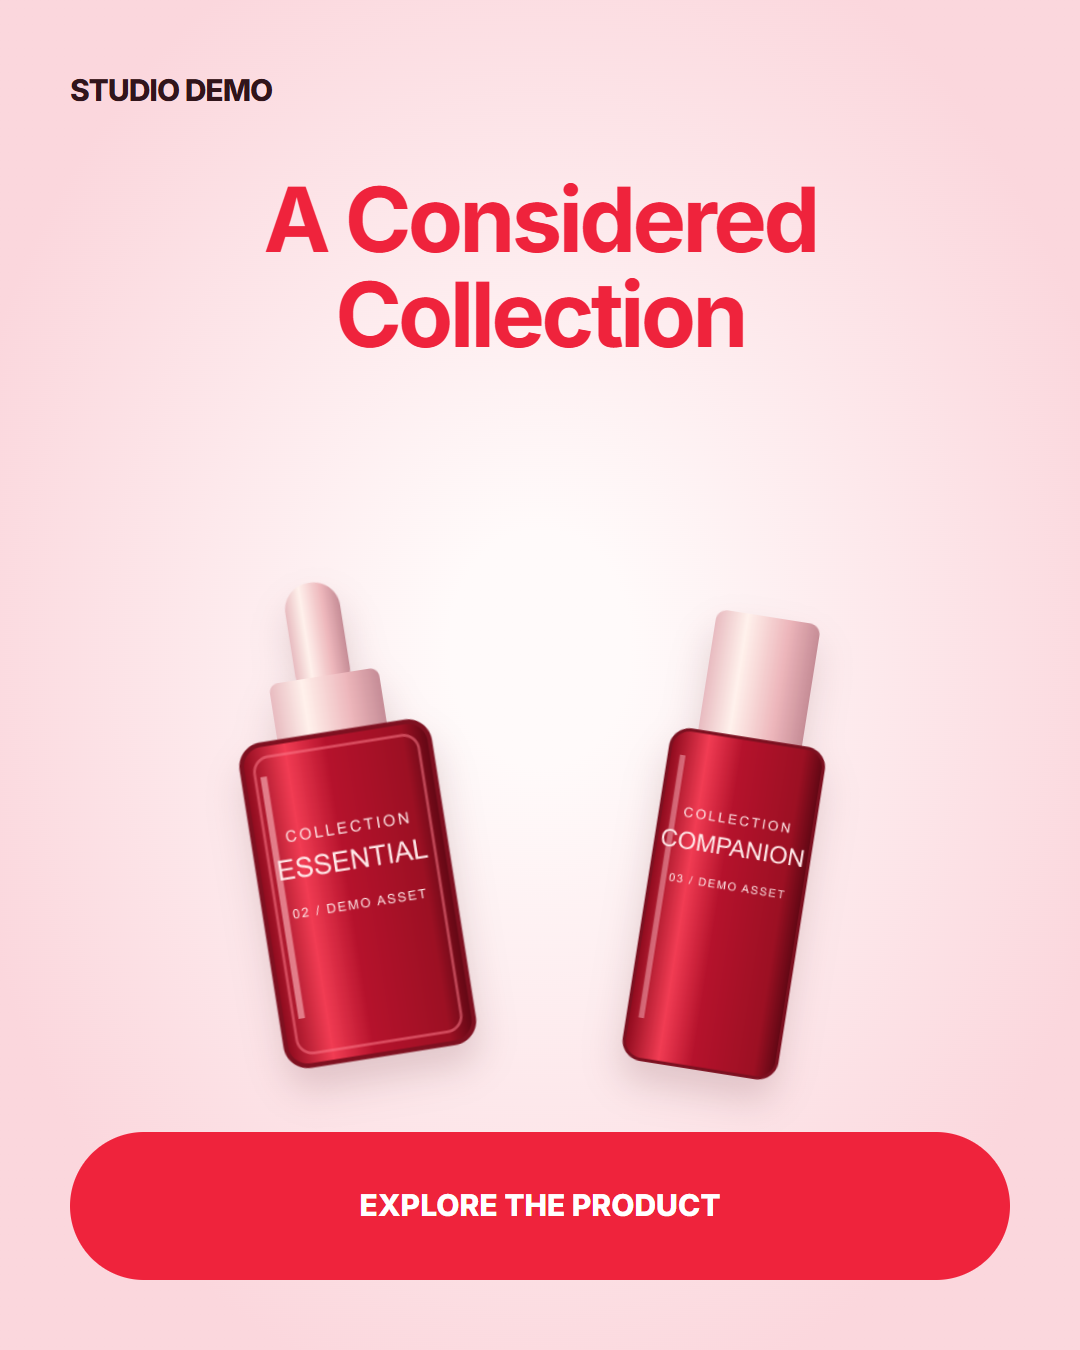 STUDIO DEMO
A Considered
Collection
COLLECTION
ESSENTIAL
02 / DEMO ASSET
COLLECTION
COMPANION
03 / DEMO ASSET
EXPLORE THE PRODUCT